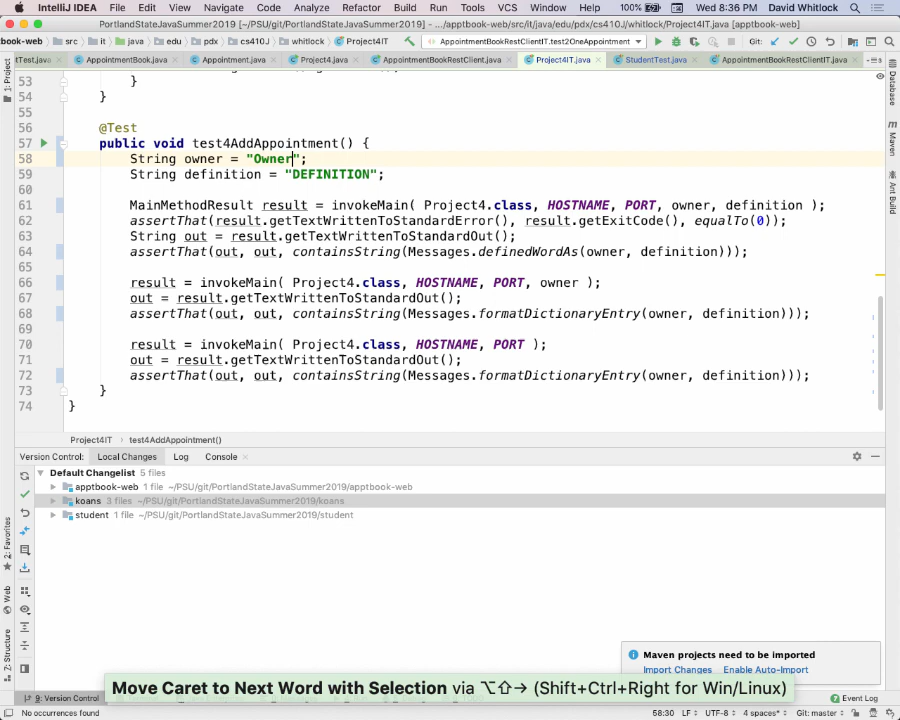 IntelliJ IDEA File Edit View Navigate Code Analyze Refactor Build Run Tools VCS Window Help 100% Wed 8:36 PM David Whitlock
PortlandStateJavaSummer2019 [~/PSU/git/PortlandStateJavaSummer2019] - .../apptbook-web/src/it/java/edu/pdx/cs410J/whitlock/Project4IT.java [apptbook-web]
book-web src it java edu pdx cs410J whitlock Project4IT AppointmentBookRestClientIT.test2OneAppointment Git:
tTest.java AppointmentBook.java Appointment.java Project4.java AppointmentBookRestClient.java Project4IT.java StudentTest.java AppointmentBookRestClientIT.java
1: Project
Database
Maven
Ant Build
53 }
54 }
55
56 @Test
57 public void test4AddAppointment() {
58 String owner = "Owner";
59 String definition = "DEFINITION";
60
61 MainMethodResult result = invokeMain( Project4.class, HOSTNAME, PORT, owner, definition );
62 assertThat(result.getTextWrittenToStandardError(), result.getExitCode(), equalTo(0));
63 String out = result.getTextWrittenToStandardOut();
64 assertThat(out, out, containsString(Messages.definedWordAs(owner, definition)));
65
66 result = invokeMain( Project4.class, HOSTNAME, PORT, owner );
67 out = result.getTextWrittenToStandardOut();
68 assertThat(out, out, containsString(Messages.formatDictionaryEntry(owner, definition)));
69
70 result = invokeMain( Project4.class, HOSTNAME, PORT );
71 out = result.getTextWrittenToStandardOut();
72 assertThat(out, out, containsString(Messages.formatDictionaryEntry(owner, definition)));
73 }
74 }
Project4IT › test4AddAppointment()
Version Control: Local Changes Log Console
Default Changelist 5 files
apptbook-web 1 file ~/PSU/git/PortlandStateJavaSummer2019/apptbook-web
koans 3 files ~/PSU/git/PortlandStateJavaSummer2019/koans
student 1 file ~/PSU/git/PortlandStateJavaSummer2019/student
2: Favorites
Web
7: Structure
Maven projects need to be imported
Import Changes Enable Auto-Import
Move Caret to Next Word with Selection via ⌥⇧→ (Shift+Ctrl+Right for Win/Linux)
9: Version Control
Event Log
No occurrences found 58:30 LF UTF-8 4 spaces* Git: master